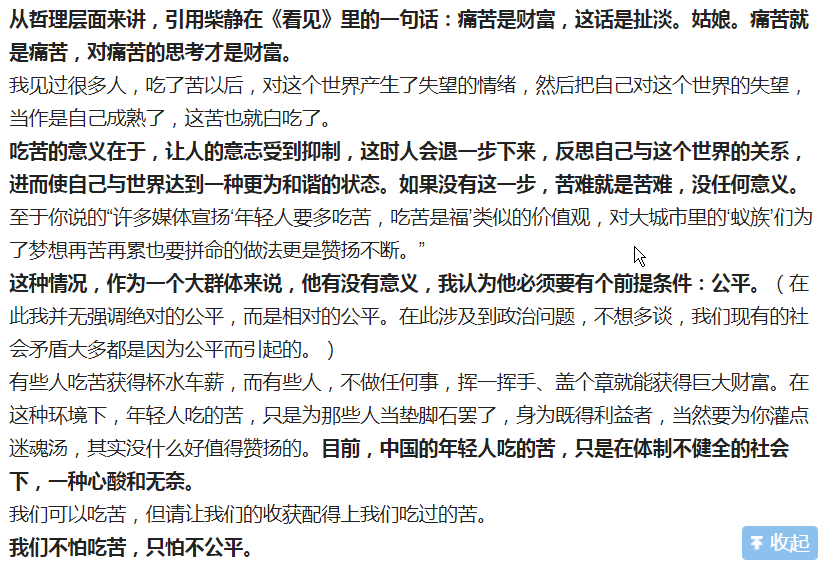 从哲理层面来讲，引用柴静在《看见》里的一句话：痛苦是财富，这话是扯淡。姑娘。痛苦就
是痛苦，对痛苦的思考才是财富。
我见过很多人，吃了苦以后，对这个世界产生了失望的情绪，然后把自己对这个世界的失望，
当作是自己成熟了，这苦也就白吃了。
吃苦的意义在于，让人的意志受到抑制，这时人会退一步下来，反思自己与这个世界的关系，
进而使自己与世界达到一种更为和谐的状态。如果没有这一步，苦难就是苦难，没任何意义。
至于你说的“许多媒体宣扬‘年轻人要多吃苦，吃苦是福’类似的价值观，对大城市里的‘蚁族’们为
了梦想再苦再累也要拼命的做法更是赞扬不断。”
这种情况，作为一个大群体来说，他有没有意义，我认为他必须要有个前提条件：公平。（在
此我并无强调绝对的公平，而是相对的公平。在此涉及到政治问题，不想多谈，我们现有的社
会矛盾大多都是因为公平而引起的。）
有些人吃苦获得杯水车薪，而有些人，不做任何事，挥一挥手、盖个章就能获得巨大财富。在
这种环境下，年轻人吃的苦，只是为那些人当垫脚石罢了，身为既得利益者，当然要为你灌点
迷魂汤，其实没什么好值得赞扬的。目前，中国的年轻人吃的苦，只是在体制不健全的社会
下，一种心酸和无奈。
我们可以吃苦，但请让我们的收获配得上我们吃过的苦。
我们不怕吃苦，只怕不公平。
收起